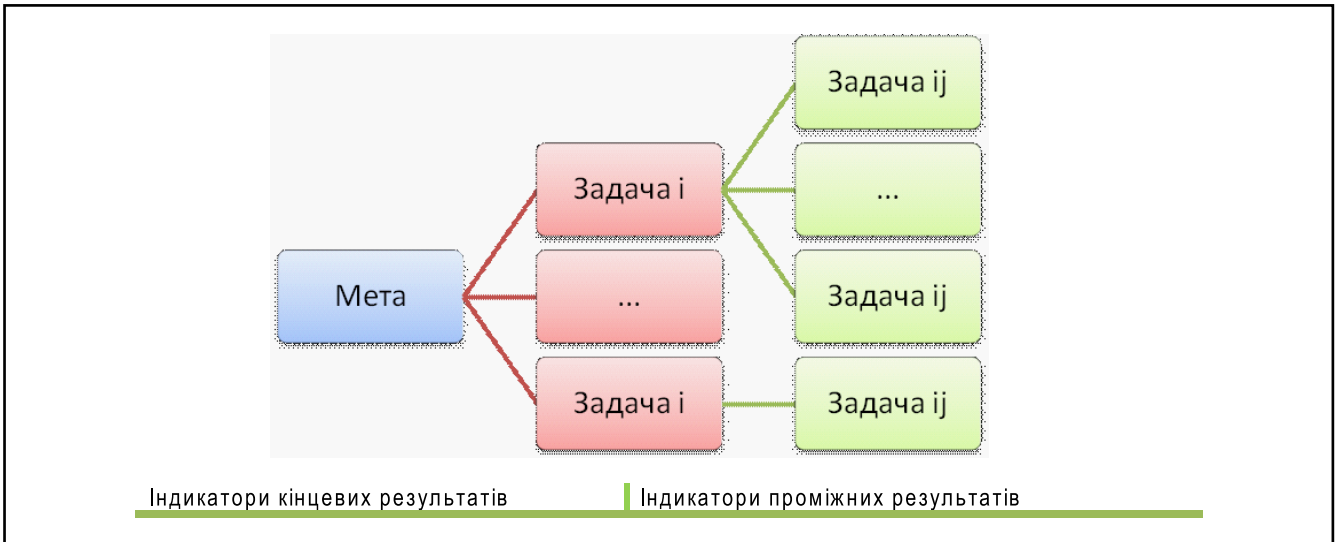 Задача ij
Задача i
...
Мета
...
Задача ij
Задача i
Задача ij
Індикатори кінцевих результатів
Індикатори проміжних результатів